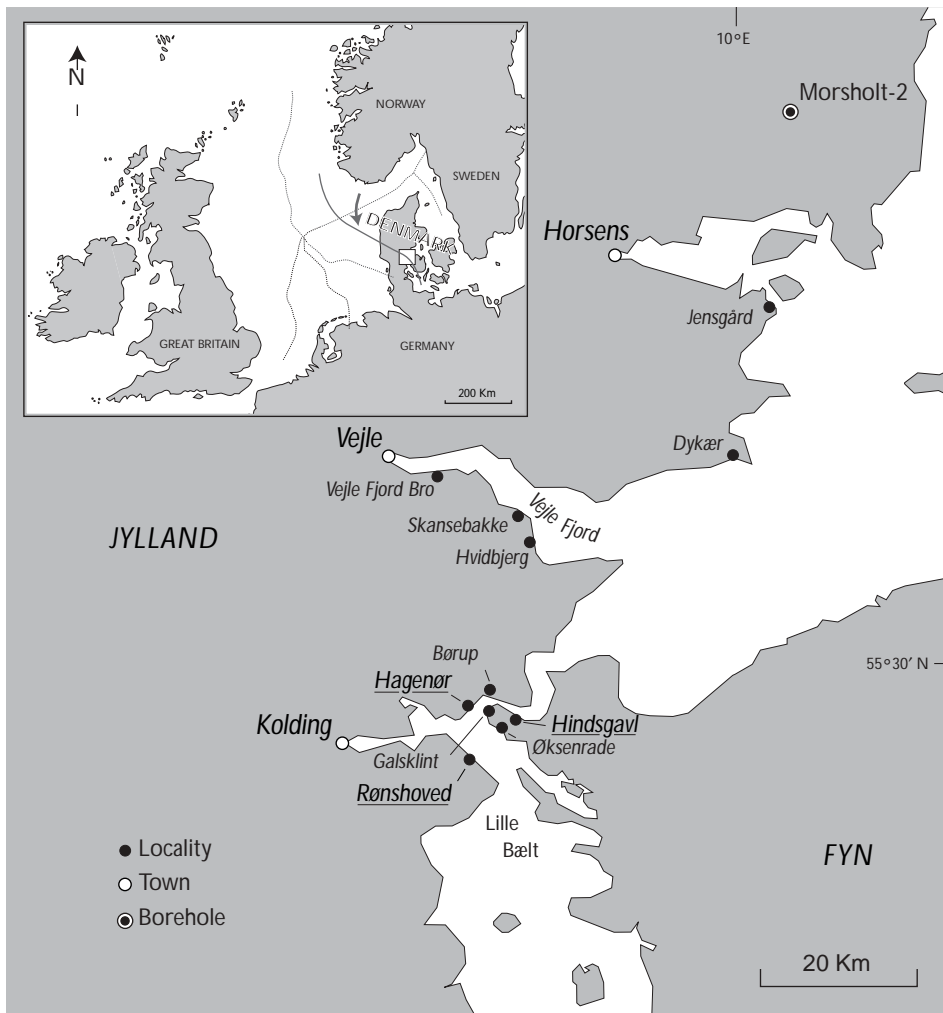 10°E
N
NORWAY
SWEDEN
DENMARK
GREAT BRITAIN
GERMANY
200 Km
Morsholt-2
Horsens
Jensgård
Vejle
Dykær
Vejle Fjord Bro
Vejle Fjord
Skansebakke
JYLLAND
Hvidbjerg
Børup
55°30′ N
Hagenør
Kolding
Hindsgavl
Øksenrade
Galsklint
Rønshoved
Lille
Bælt
FYN
Locality
Town
Borehole
20 Km